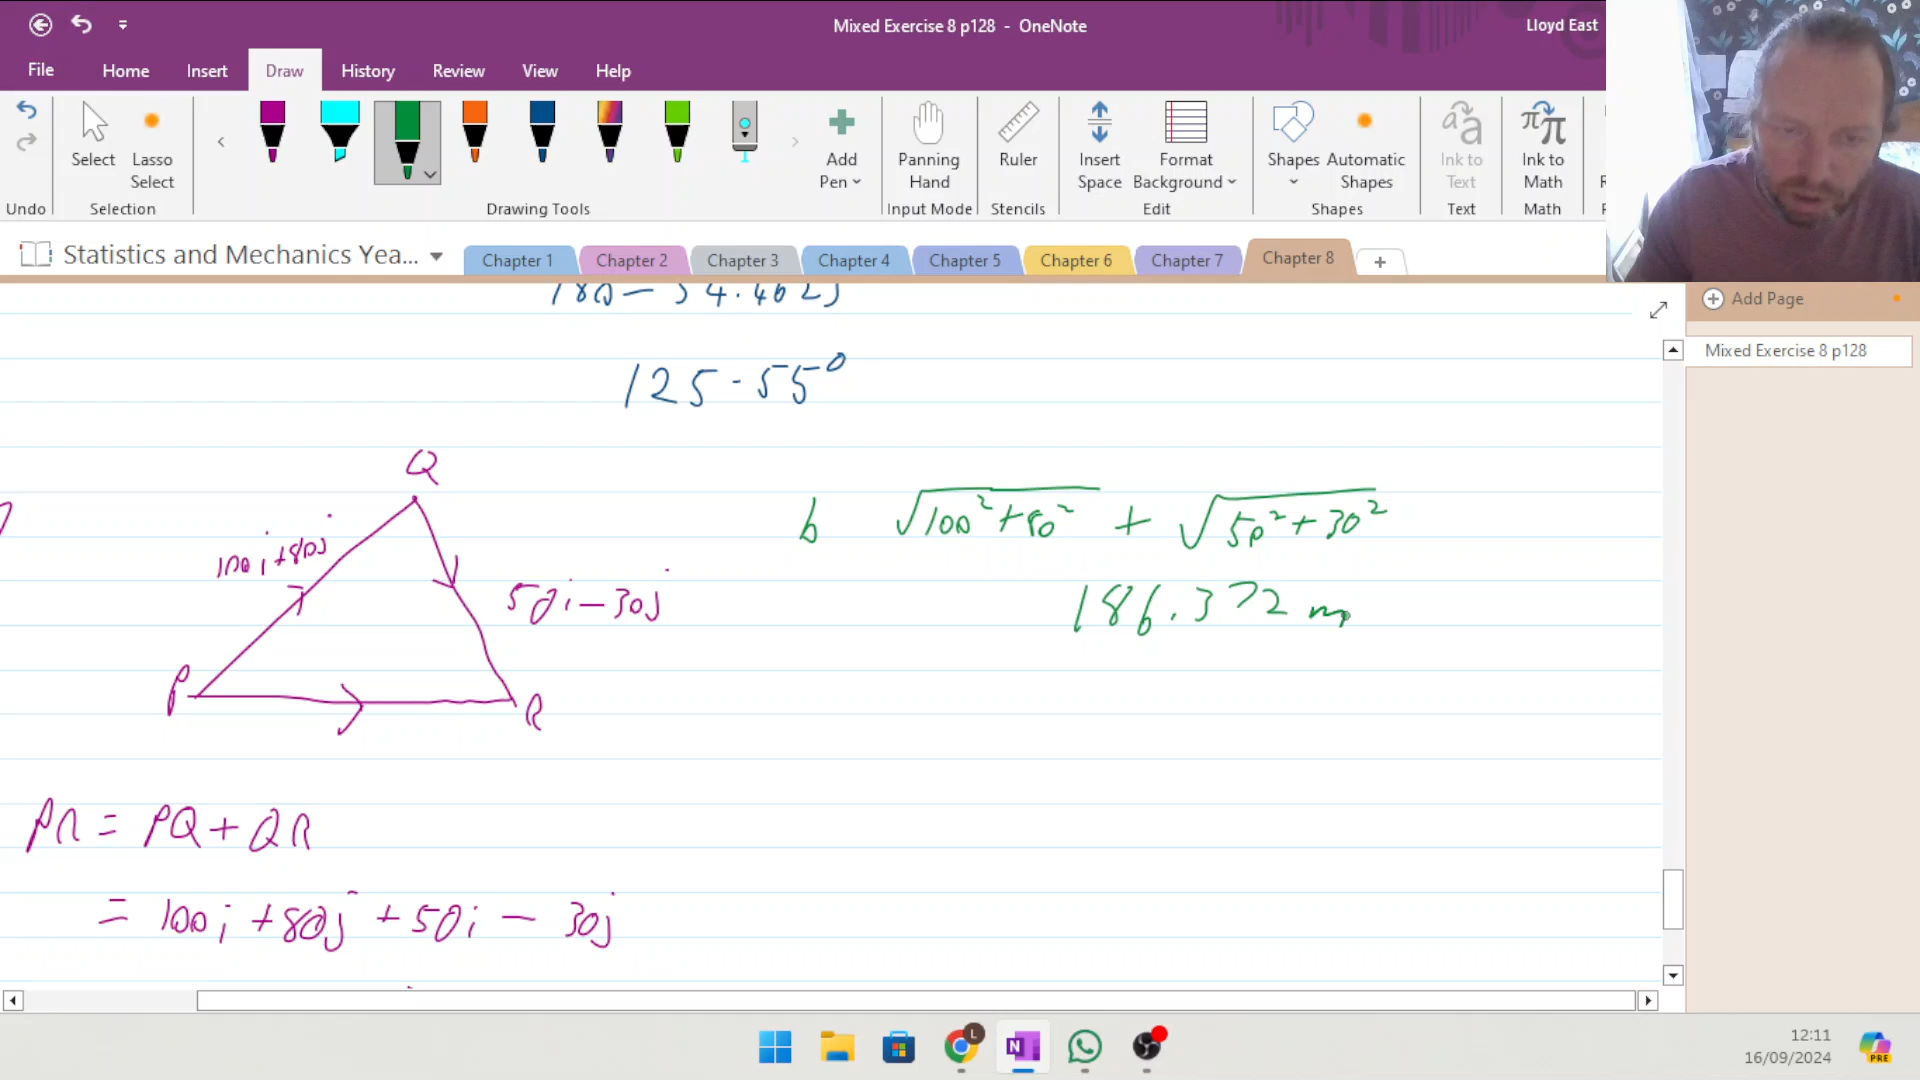 Mixed Exercise 8 p128 - OneNote
Lloyd East
File Home Insert Draw History Review View Help
Select
Lasso Select
Add Pen
Panning Hand
Ruler
Insert Space
Format Background
Shapes
Automatic Shapes
Ink to Text
Ink to Math
Undo
Selection
Drawing Tools
Input Mode
Stencils
Edit
Shapes
Text
Math
Statistics and Mechanics Yea...
Chapter 1 Chapter 2 Chapter 3 Chapter 4 Chapter 5 Chapter 6 Chapter 7 Chapter 8 +
Add Page
Mixed Exercise 8 p128
125.55°
Q
100i+80j
50i-30j
P
R
b √100²+80² + √50²+30²
186.372 m
PR = PQ + QR
= 100i + 80j + 50i - 30j
L
N
PRE
12:11
16/09/2024